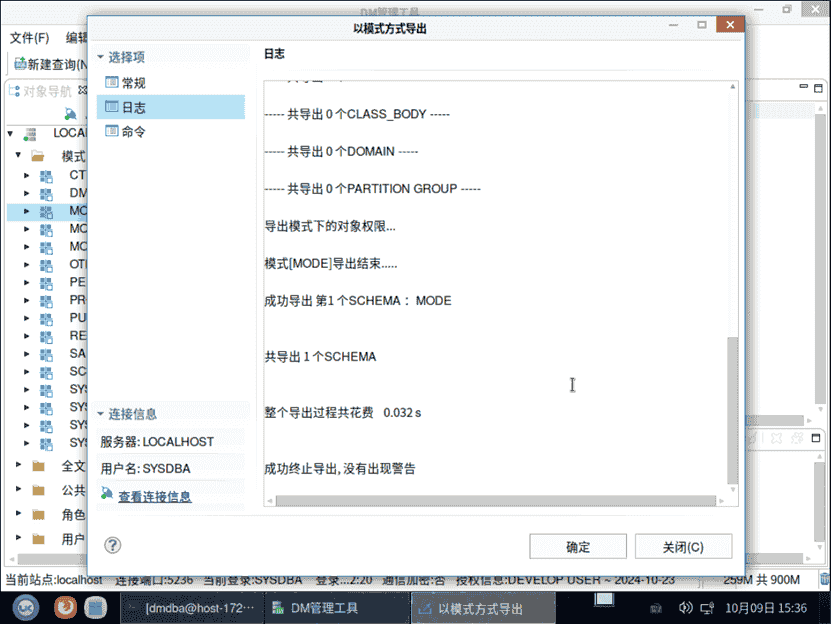 DM管理工具
以模式方式导出
文件(F) 编辑
新建查询(N
对象导航
LOCAL
模式
CT
DM
MO
MO
MO
OT
PE
PR
PU
RE
SA
SC
SY
SY
SY
SY
全文
公共
角色
用户
选择项
常规
日志
命令
连接信息
服务器: LOCALHOST
用户名: SYSDBA
查看连接信息
日志
----- 共导出 0 个CLASS_BODY -----
----- 共导出 0 个DOMAIN -----
----- 共导出 0 个PARTITION GROUP -----
导出模式下的对象权限...
模式[MODE]导出结束.....
成功导出 第1 个SCHEMA : MODE
共导出 1 个SCHEMA
整个导出过程共花费 0.032 s
成功终止导出, 没有出现警告
确定
关闭(C)
当前站点:localhost 连接端口:5236 当前登录:SYSDBA 登录...2:20 通信加密:否 授权信息:DEVELOP USER ~ 2024-10-23 259M 共 900M
[dmdba@host-172··· DM管理工具 以模式方式导出 10月09日 15:36